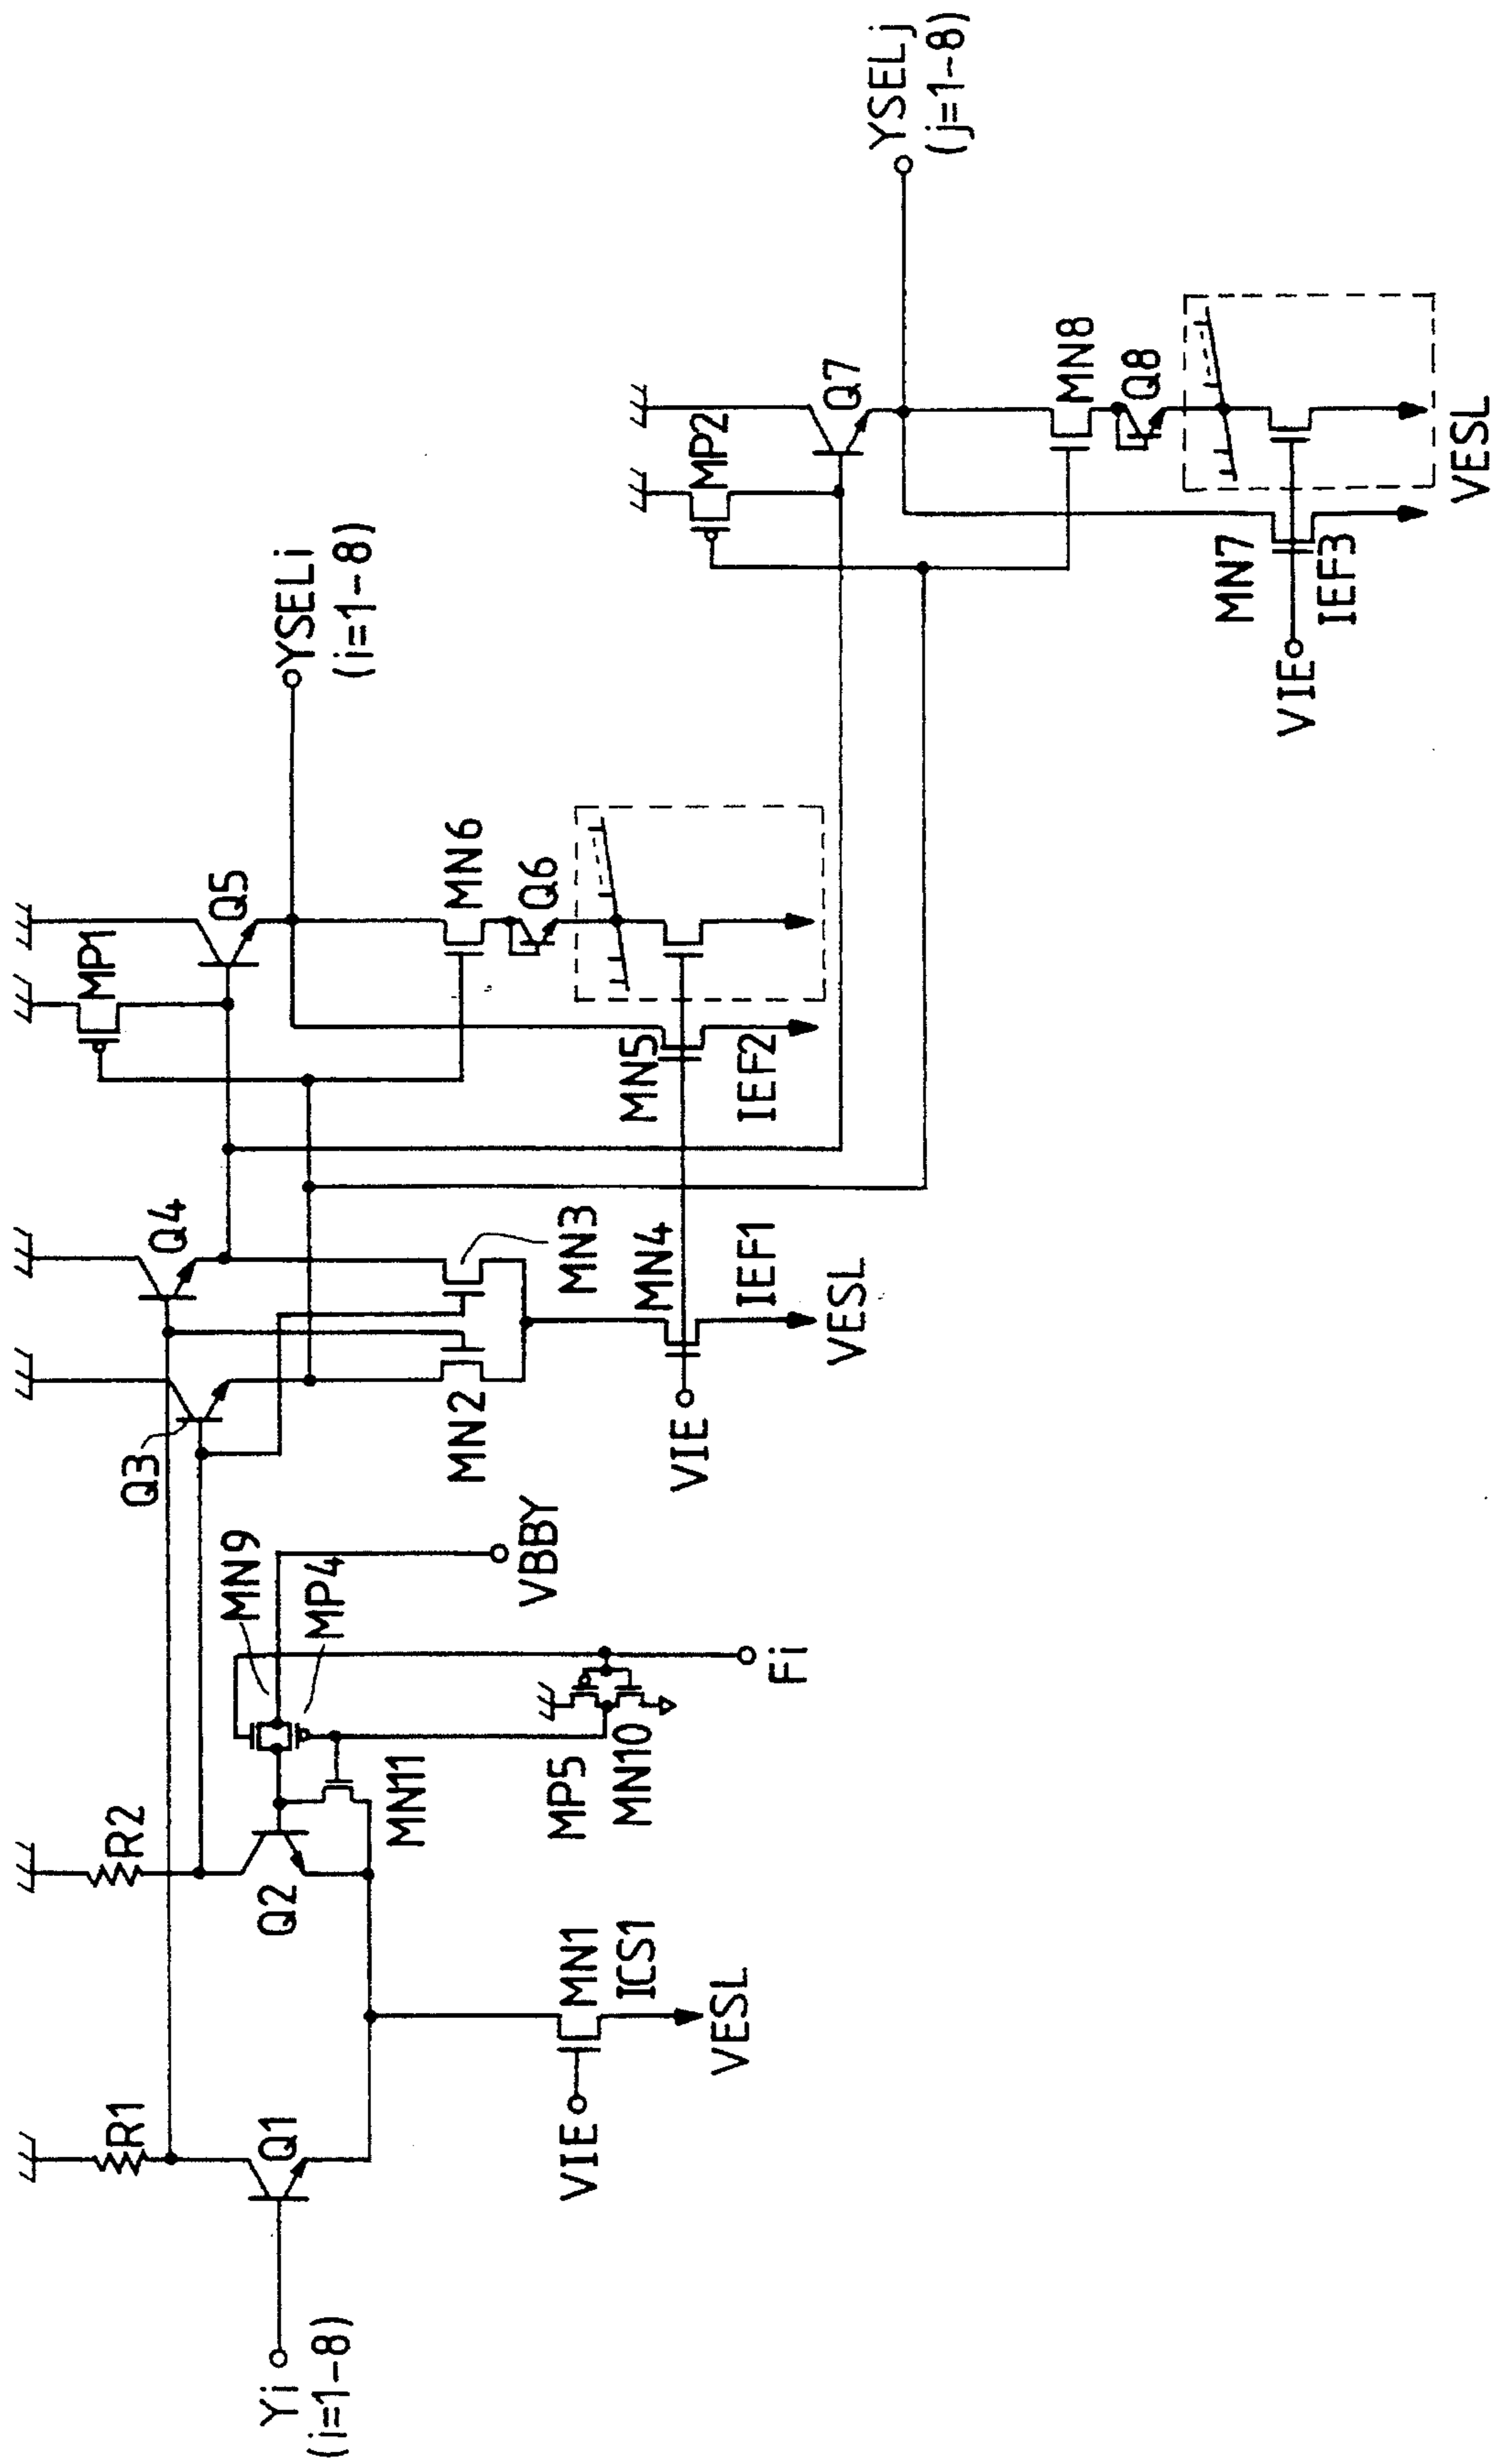 Yi
(i=1-8)
R1
Q1
VIE
MN1
ICS1
VESL
R2
Q2
MN11
MN9
MP4
MP5
MN10
Fi
VBBY
Q3
Q4
MN2
MN3
VIE
MN4
IEF1
VESL
MP1
Q5
MN6
Q6
MN5
IEF2
YSELi
(i=1-8)
MP2
Q7
MN8
Q8
VIE
MN7
IEF3
VESL
YSELj
(j=1-8)